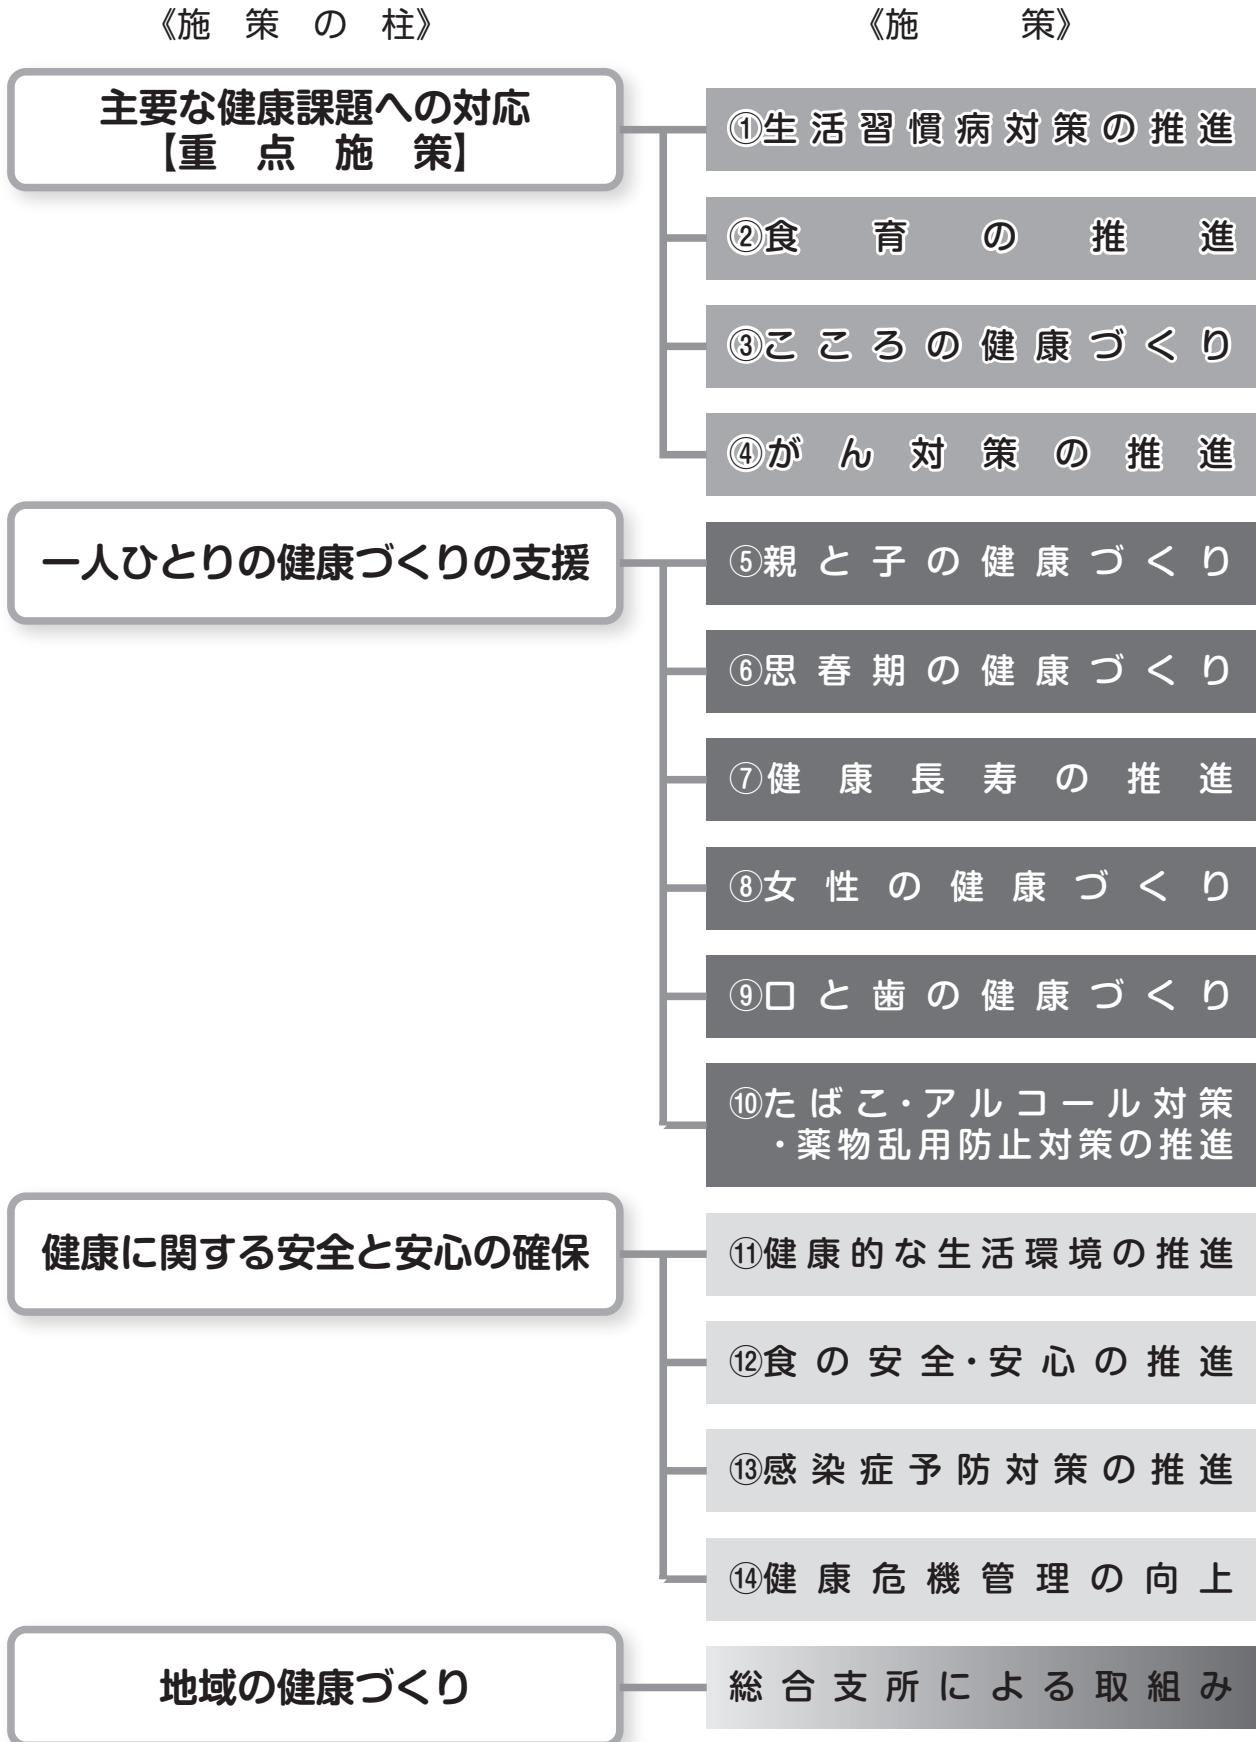 《施策の柱》
《施策》
主要な健康課題への対応
【重点施策】
①生活習慣病対策の推進
②食育の推進
③こころの健康づくり
④がん対策の推進
一人ひとりの健康づくりの支援
⑤親と子の健康づくり
⑥思春期の健康づくり
⑦健康長寿の推進
⑧女性の健康づくり
⑨口と歯の健康づくり
⑩たばこ・アルコール対策
・薬物乱用防止対策の推進
健康に関する安全と安心の確保
⑪健康的な生活環境の推進
⑫食の安全・安心の推進
⑬感染症予防対策の推進
⑭健康危機管理の向上
地域の健康づくり
総合支所による取組み